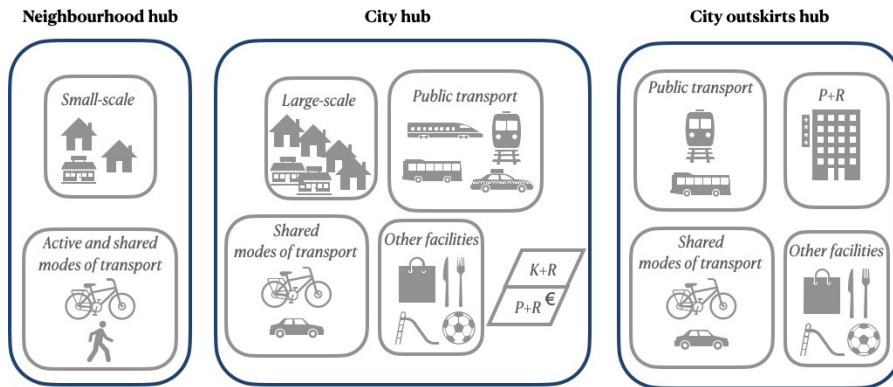 Neighbourhood hub
Small-scale
Active and shared
modes of transport
City hub
Large-scale
Public transport
Shared
modes of transport
Other facilities
K+R
P+R €
City outskirts hub
Public transport
P+R
Shared
modes of transport
Other facilities